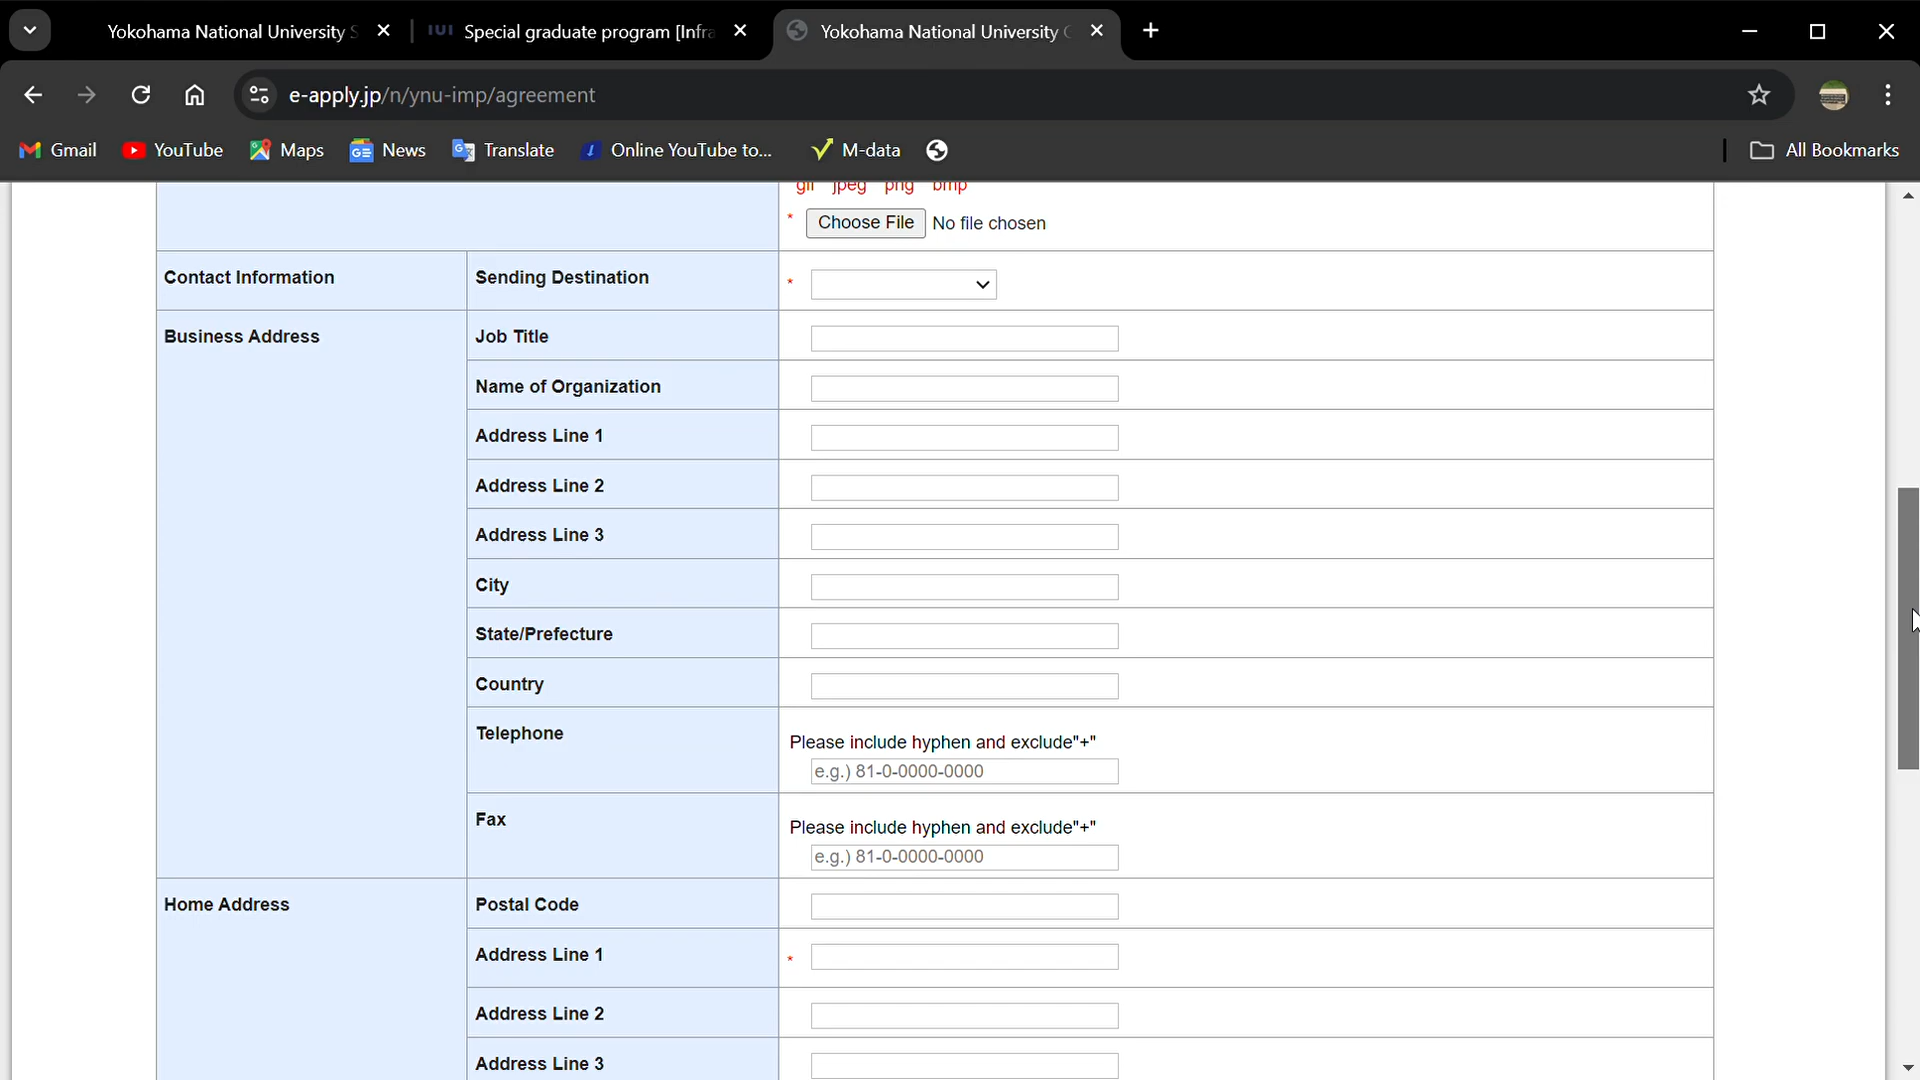 Yokohama National University S
Special graduate program [Infra
Yokohama National University
e-apply.jp/n/ynu-imp/agreement
Gmail
YouTube
Maps
News
Translate
Online YouTube to...
M-data
All Bookmarks
gif jpeg png bmp
* Choose File No file chosen
Contact Information
Sending Destination
*
Business Address
Job Title
Name of Organization
Address Line 1
Address Line 2
Address Line 3
City
State/Prefecture
Country
Telephone
Please include hyphen and exclude"+"
e.g.) 81-0-0000-0000
Fax
Please include hyphen and exclude"+"
e.g.) 81-0-0000-0000
Home Address
Postal Code
Address Line 1
*
Address Line 2
Address Line 3